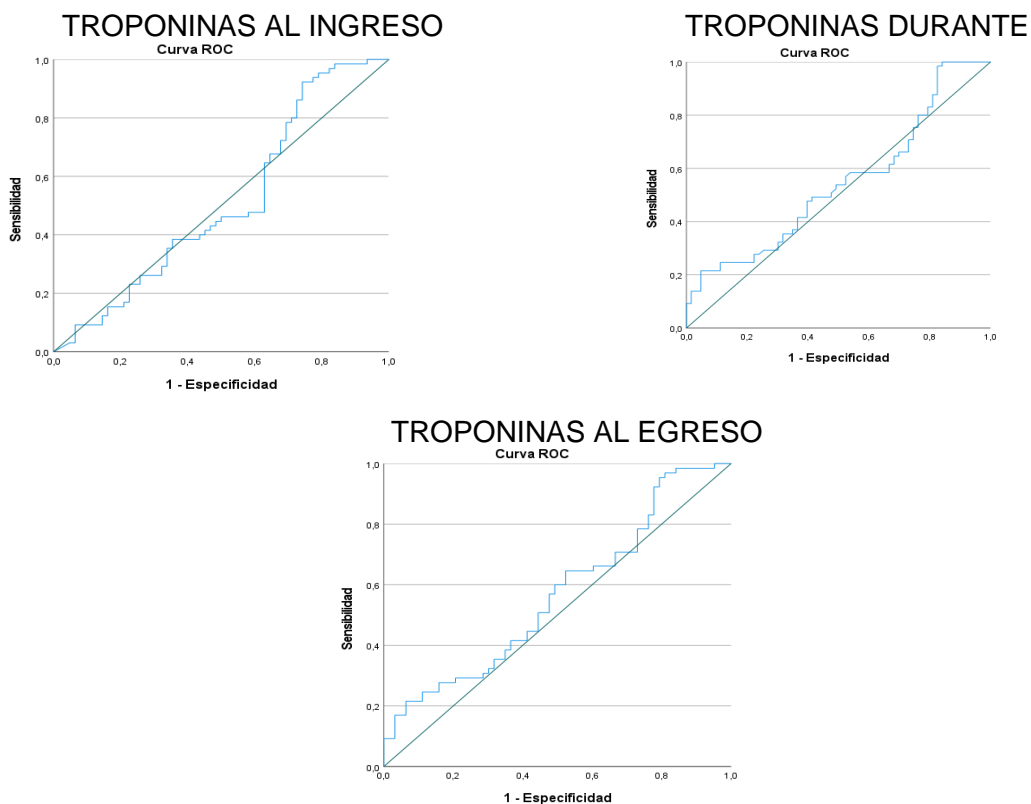 TROPONINAS AL INGRESO
Curva ROC
Sensibilidad
1,0
0,8
0,6
0,4
0,2
0,0
0,0 0,2 0,4 0,6 0,8 1,0
1 - Especificidad
TROPONINAS DURANTE
Curva ROC
Sensibilidad
1,0
0,8
0,6
0,4
0,2
0,0
0,0 0,2 0,4 0,6 0,8 1,0
1 - Especificidad
TROPONINAS AL EGRESO
Curva ROC
Sensibilidad
1,0
0,8
0,6
0,4
0,2
0,0
0,0 0,2 0,4 0,6 0,8 1,0
1 - Especificidad